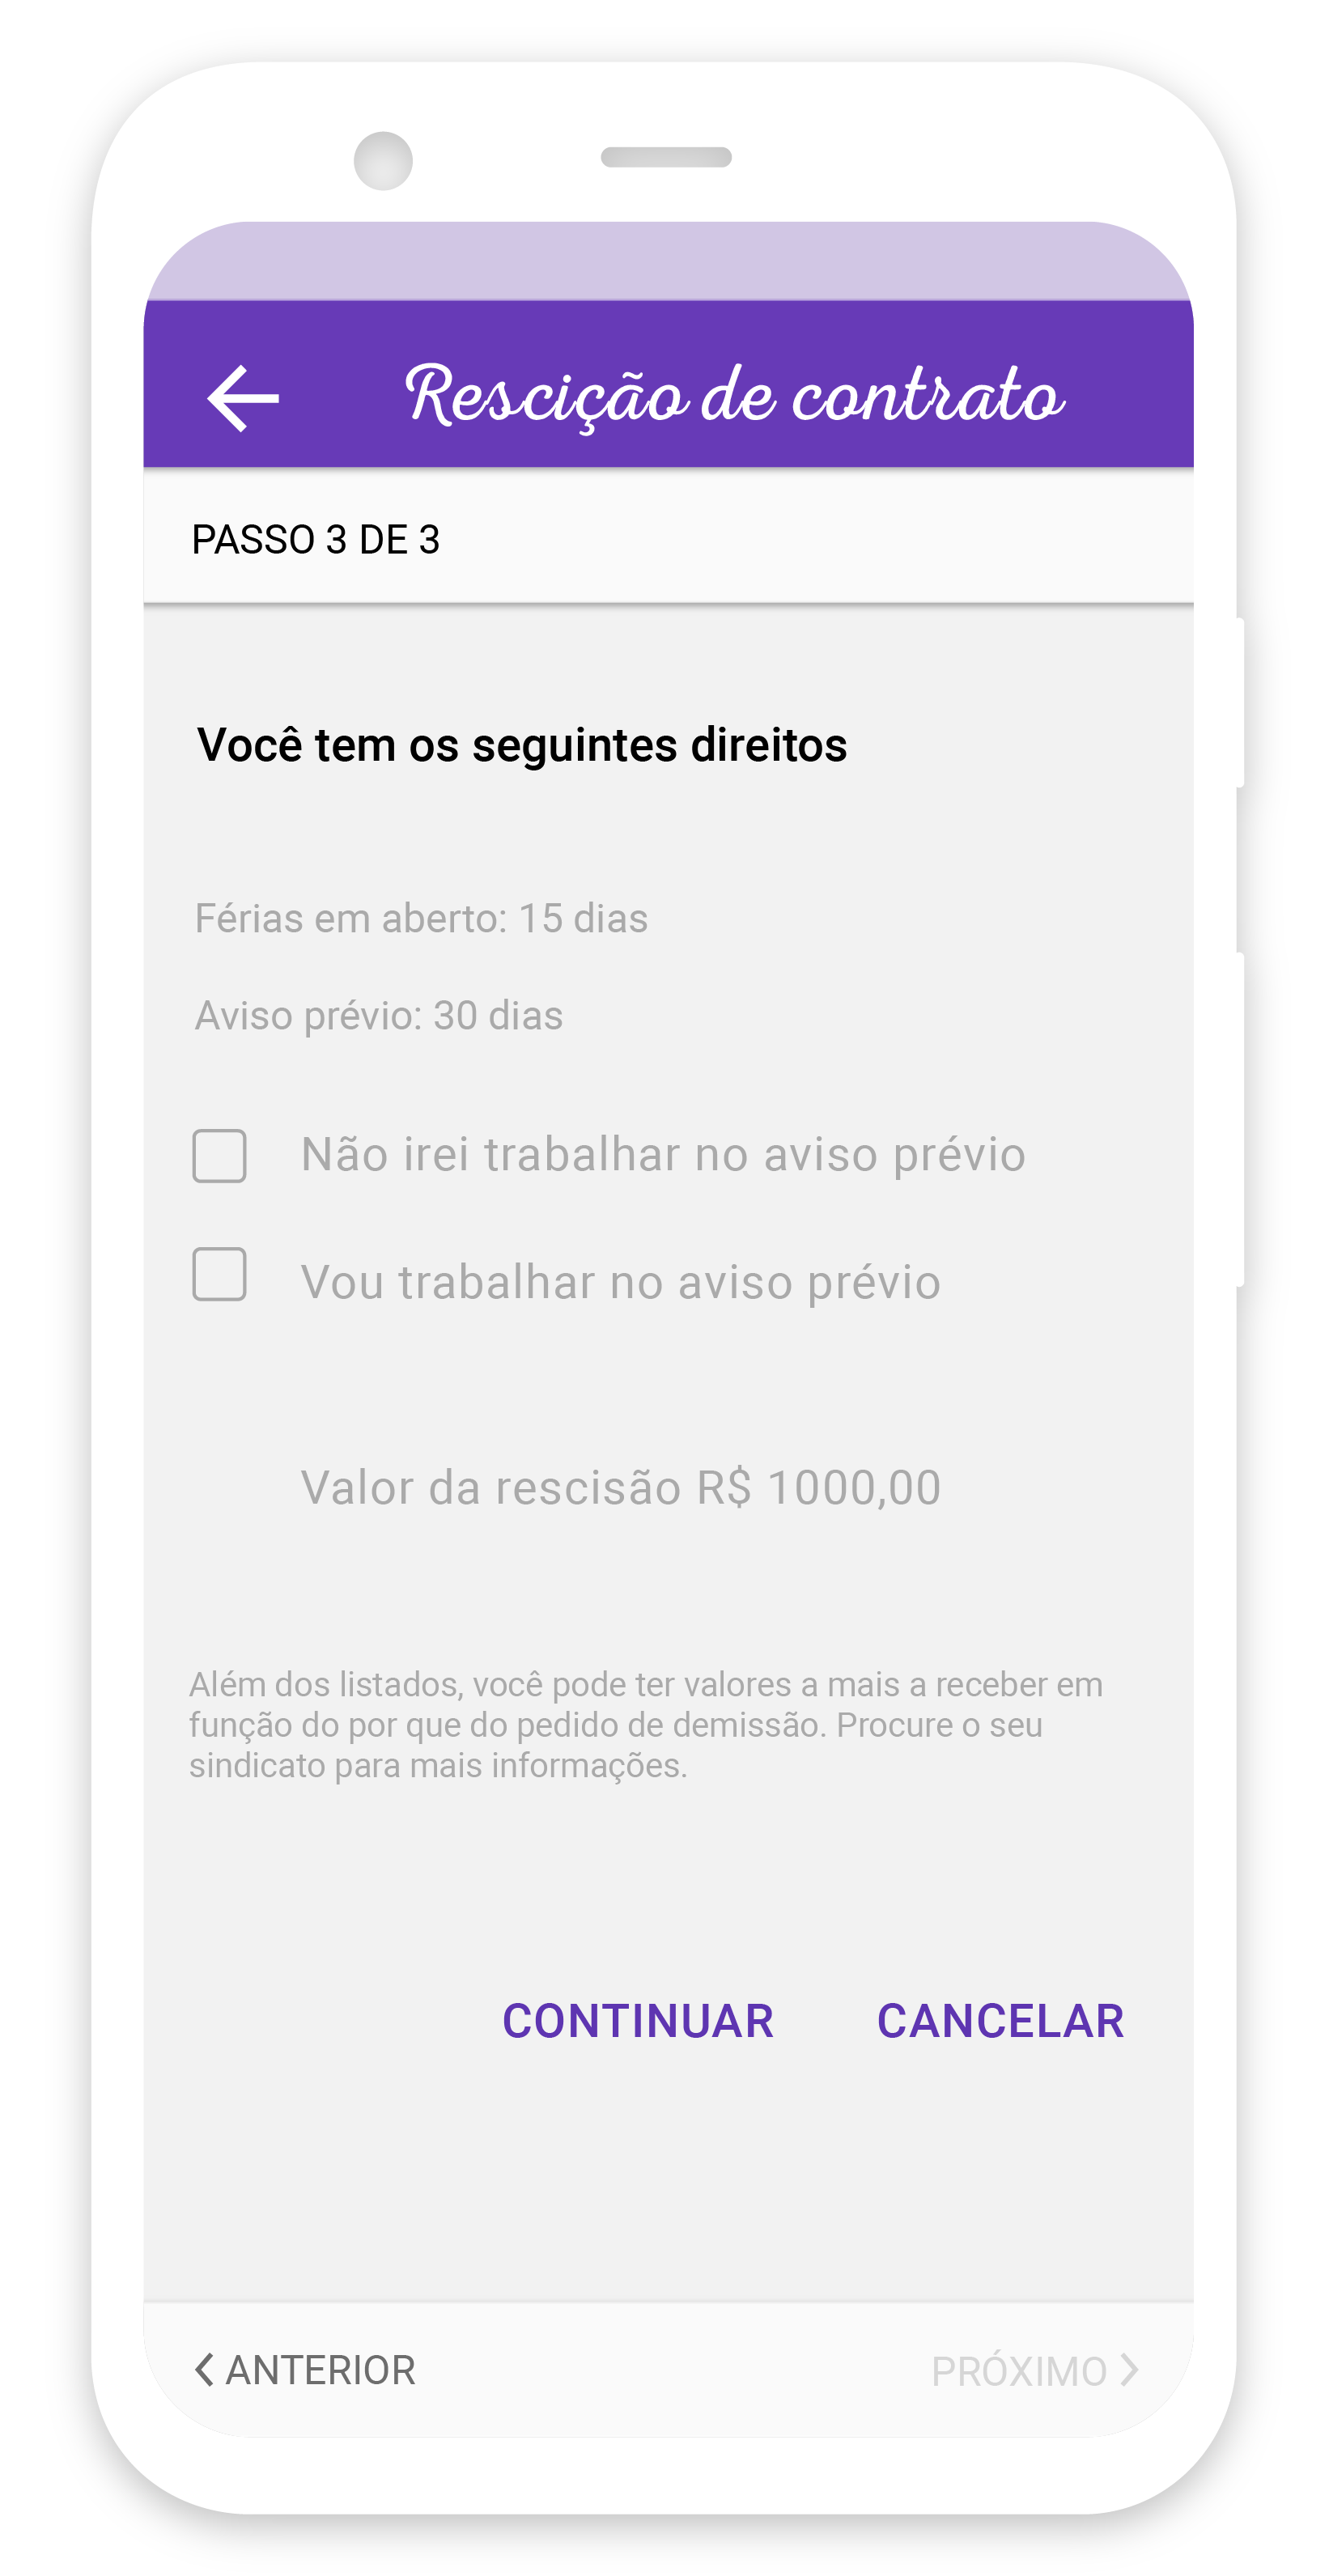 Rescição de contrato
PASSO 3 DE 3
Você tem os seguintes direitos
Férias em aberto: 15 dias
Aviso prévio: 30 dias
Não irei trabalhar no aviso prévio
Vou trabalhar no aviso prévio
Valor da rescisão R$ 1000,00
Além dos listados, você pode ter valores a mais a receber em
função do por que do pedido de demissão. Procure o seu
sindicato para mais informações.
CONTINUAR CANCELAR
ANTERIOR PRÓXIMO